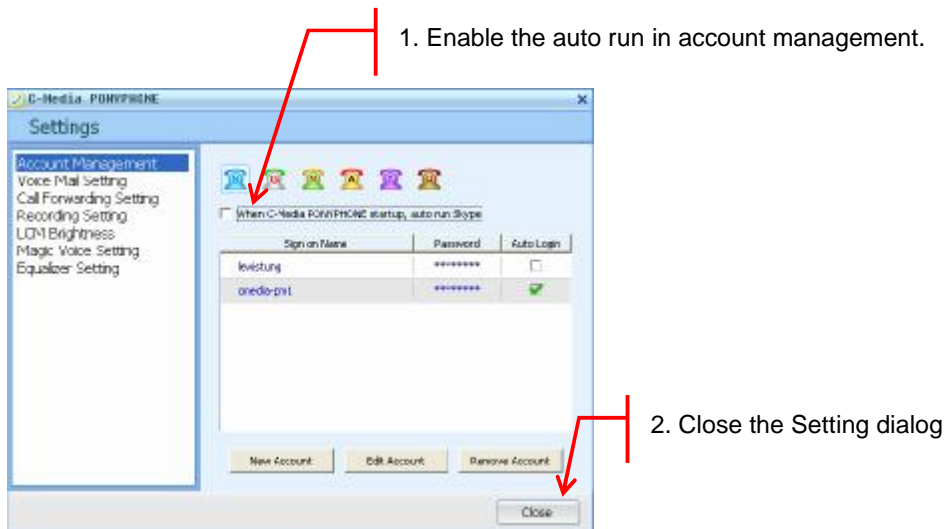 1. Enable the auto run in account management.
C-Media PONYPHONE
Settings
Account Management
Voice Mail Setting
Call Forwarding Setting
Recording Setting
LCM Brightness
Magic Voice Setting
Equalizer Setting
When C-Media PONYPHONE startup, auto run Skype
Sign on Name Password Auto Login
levistung ********
********
New Account Edit Account Remove Account
2. Close the Setting dialog
Close